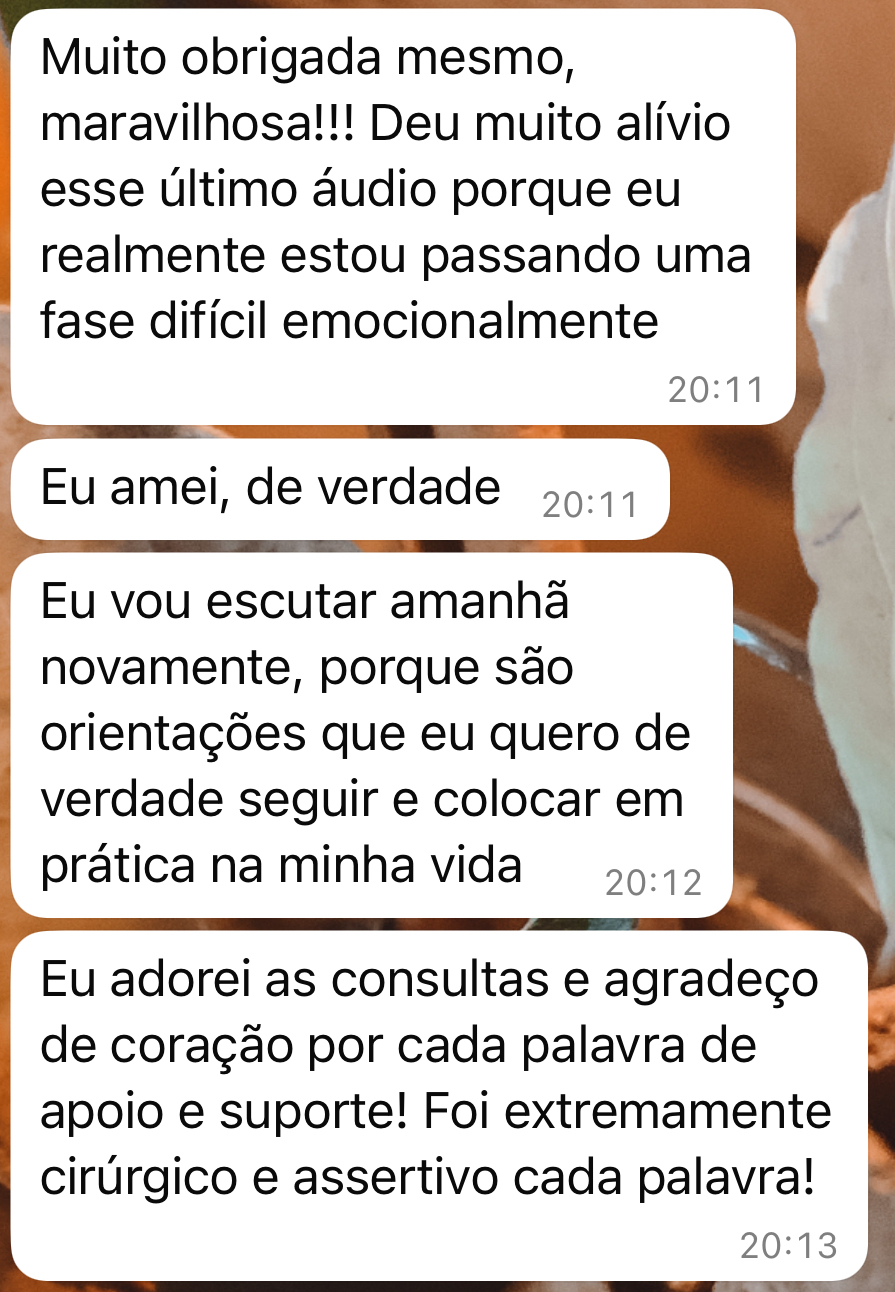 Muito obrigada mesmo,
maravilhosa!!! Deu muito alívio
esse último áudio porque eu
realmente estou passando uma
fase difícil emocionalmente
20:11
Eu amei, de verdade 20:11
Eu vou escutar amanhã
novamente, porque são
orientações que eu quero de
verdade seguir e colocar em
prática na minha vida 20:12
Eu adorei as consultas e agradeço
de coração por cada palavra de
apoio e suporte! Foi extremamente
cirúrgico e assertivo cada palavra!
20:13